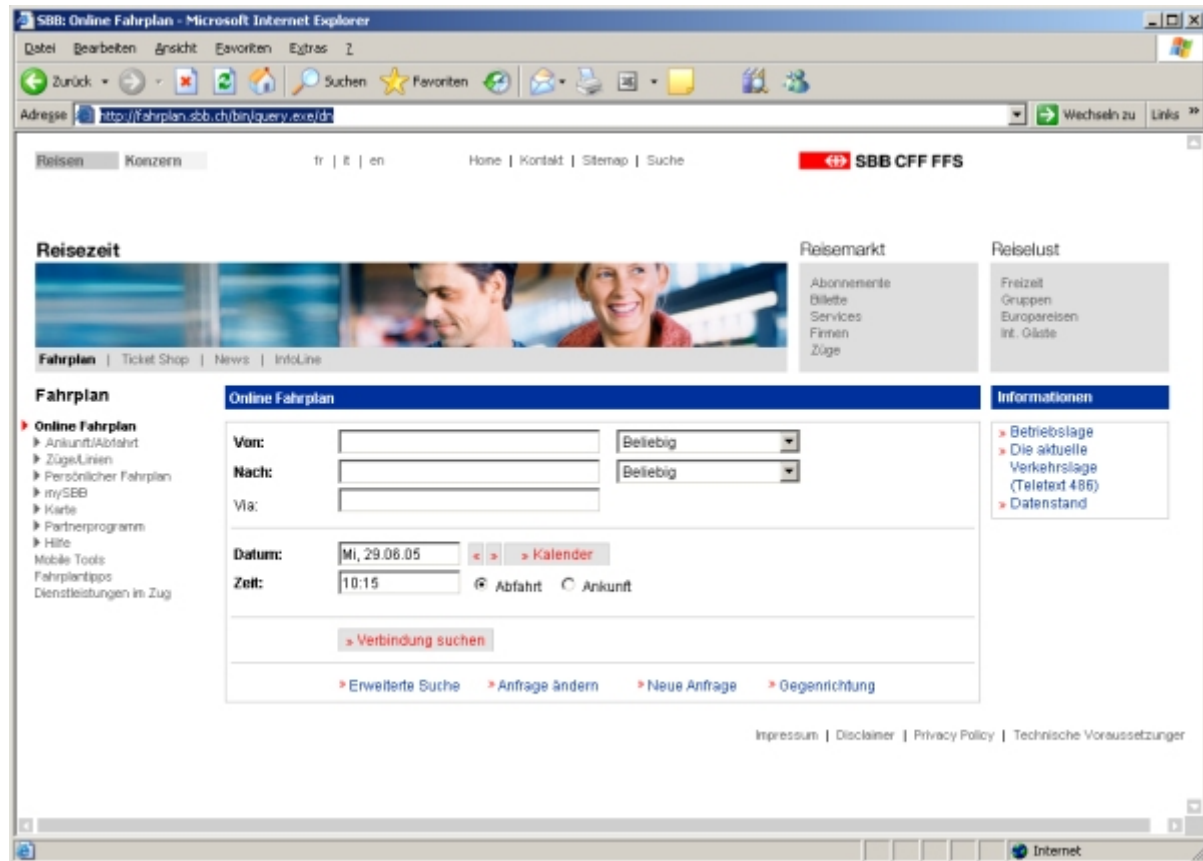 SBB: Online Fahrplan - Microsoft Internet Explorer
Datei Bearbeiten Ansicht Favoriten Extras ?
Zurück Suchen Favoriten
Adresse http://fahrplan.sbb.ch/bin/query.exe/dn Wechseln zu Links »
Reisen Konzern fr | it | en Home | Kontakt | Sitemap | Suche SBB CFF FFS
Reisezeit
Fahrplan | Ticket Shop | News | InfoLine
Reisemarkt
Abonnemente
Billette
Services
Firmen
Züge
Reiselust
Freizeit
Gruppen
Europareisen
Int. Gäste
Fahrplan
Online Fahrplan
Ankunft/Abfahrt
Züge/Linien
Persönlicher Fahrplan
mySBB
Karte
Partnerprogramm
Hilfe
Mobile Tools
Fahrplantipps
Dienstleistungen im Zug
Online Fahrplan
Von: Beliebig
Nach: Beliebig
Via:
Datum: Mi, 29.06.05 « » » Kalender
Zeit: 10:15 Abfahrt Ankunft
» Verbindung suchen
» Erweiterte Suche » Anfrage ändern » Neue Anfrage » Gegenrichtung
Informationen
» Betriebslage
» Die aktuelle
Verkehrslage
(Teletext 486)
» Datenstand
Impressum | Disclaimer | Privacy Policy | Technische Voraussetzunger
Internet